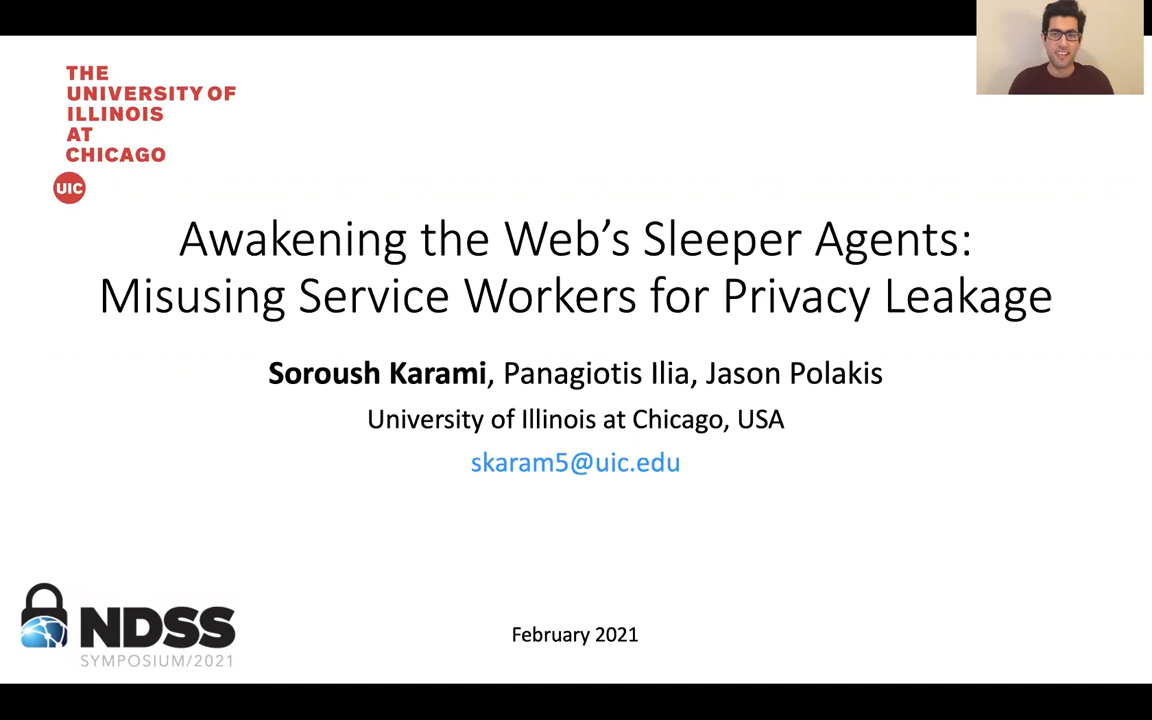 THE
UNIVERSITY OF
ILLINOIS
AT
CHICAGO
UIC
Awakening the Web’s Sleeper Agents:
Misusing Service Workers for Privacy Leakage
Soroush Karami, Panagiotis Ilia, Jason Polakis
University of Illinois at Chicago, USA
skaram5@uic.edu
NDSS
SYMPOSIUM/2021
February 2021